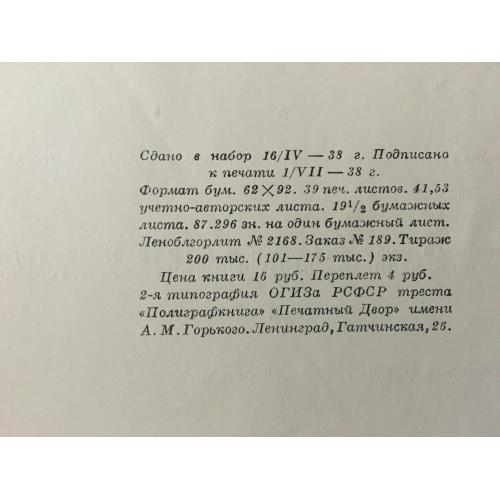 Сдано в набор 16/IV — 38 г. Подписано
к печати 1/VII — 38 г.
Формат бум. 62 × 92. 39 печ. листов. 41,53
учетно-авторских листа. 19¹/₂ бумажных
листа. 87.296 зн. на один бумажный лист.
Леноблгорлит № 2168. Заказ № 189. Тираж
200 тыс. (101—175 тыс.) экз.
Цена книги 16 руб. Переплет 4 руб.
2-я типография ОГИЗа РСФСР треста
«Полиграфкнига» «Печатный Двор» имени
А. М. Горького. Ленинград, Гатчинская, 26.